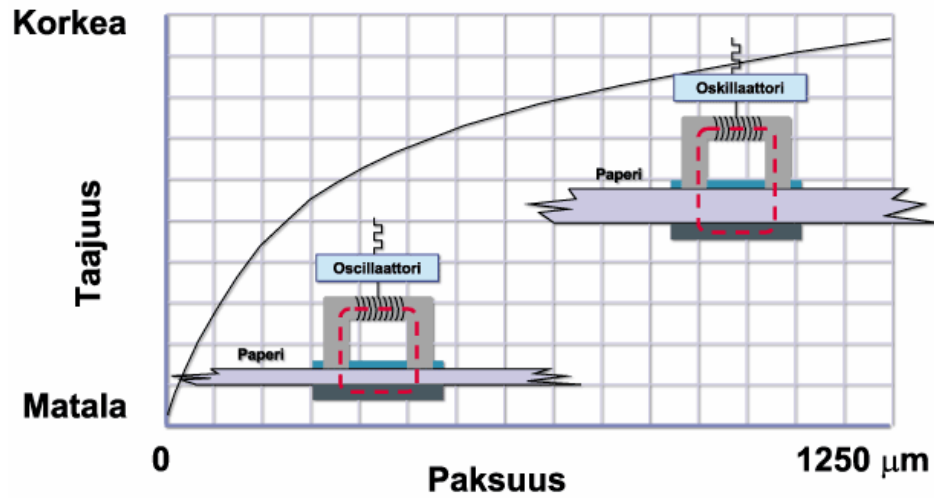 Korkea
Oskillaattori
Paperi
Taajuus
Oscillaattori
Paperi
Matala
0
1250 μm
Paksuus